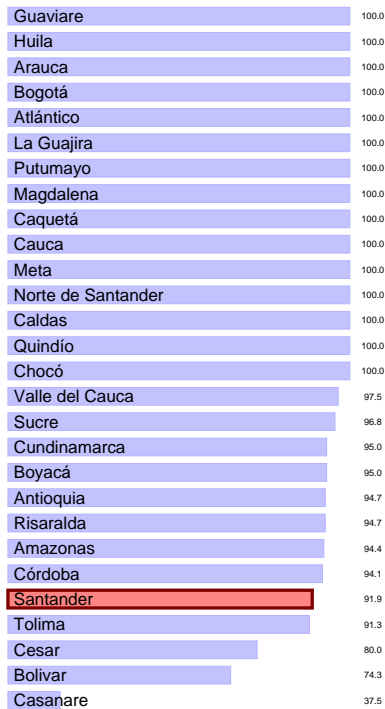 Guaviare 100.0
Huila 100.0
Arauca 100.0
Bogotá 100.0
Atlántico 100.0
La Guajira 100.0
Putumayo 100.0
Magdalena 100.0
Caquetá 100.0
Cauca 100.0
Meta 100.0
Norte de Santander 100.0
Caldas 100.0
Quindío 100.0
Chocó 100.0
Valle del Cauca 97.5
Sucre 96.8
Cundinamarca 95.0
Boyacá 95.0
Antioquia 94.7
Risaralda 94.7
Amazonas 94.4
Córdoba 94.1
Santander 91.9
Tolima 91.3
Cesar 80.0
Bolivar 74.3
Casanare 37.5